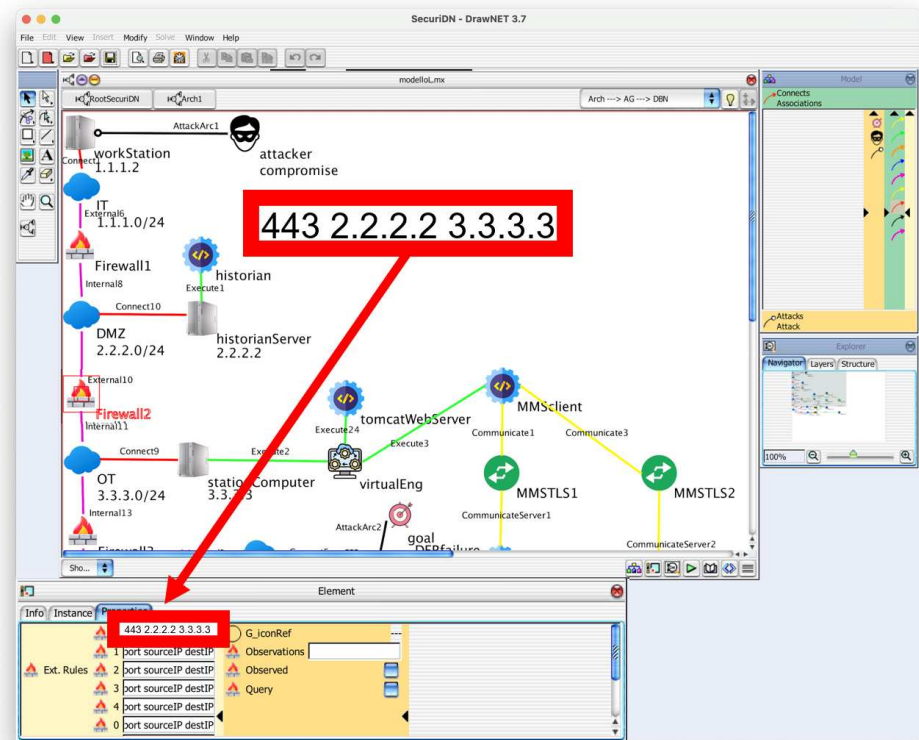 SecuriDN - DrawNET 3.7
File Edit View Insert Modify Solve Window Help
modelloL.mx
RootSecuriDN
Arch1
Arch ---> AG ---> DBN
AttackArc1
workStation
1.1.1.2
attacker
compromise
IT
External6
1.1.1.0/24
443 2.2.2.2 3.3.3.3
Firewall1
Internal8
historian
Execute1
Connect10
DMZ
2.2.2.0/24
historianServer
2.2.2.2
External10
Firewall2
Internal11
tomcatWebServer
Execute24
MMSclient
Execute3
Communicate1
Communicate3
Connect9
Execute2
OT
3.3.3.0/24
virtualEng
MMSTLS1
MMSTLS2
Internal13
AttackArc2
goal
CommunicateServer1
CommunicateServer2
Sho...
Model
Connects
Associations
Attacks
Attack
Explorer
Navigator
Layers
Structure
100%
Element
Info
Instance
443 2.2.2.2 3.3.3.3
G_iconRef
---
1 port sourceIP destIP
Observations
Ext. Rules
2 port sourceIP destIP
Observed
3 port sourceIP destIP
Query
4 port sourceIP destIP
0 port sourceIP destIP